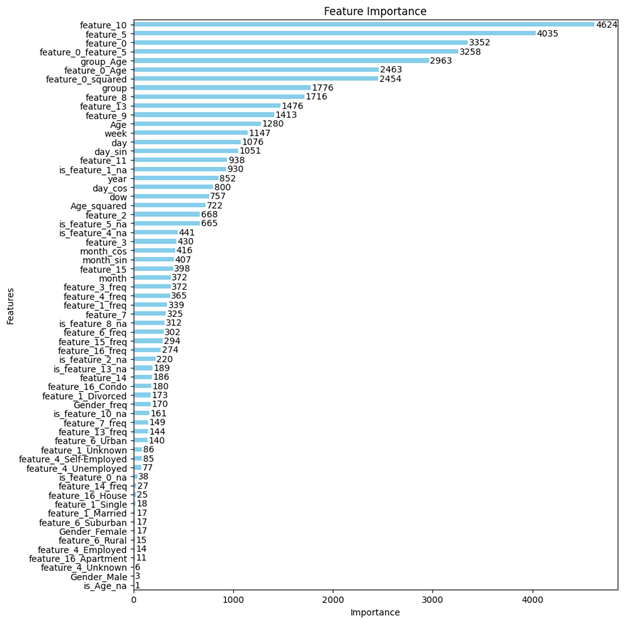 Feature Importance
feature_10 4624
feature_5 4035
feature_0 3352
feature_0_feature_5 3258
group_Age 2963
feature_0_Age 2463
feature_0_squared 2454
group 1776
feature_8 1716
feature_13 1476
feature_9 1413
Age 1280
week 1147
day 1076
day_sin 1051
feature_11 938
is_feature_1_na 930
year 852
day_cos 800
dow 757
Age_squared 722
feature_2 668
is_feature_5_na 665
is_feature_4_na 441
feature_3 430
month_cos 416
month_sin 407
feature_15 398
month 372
feature_3_freq 372
feature_4_freq 365
feature_1_freq 339
feature_7 325
is_feature_8_na 312
feature_6_freq 302
feature_15_freq 294
feature_16_freq 274
is_feature_2_na 220
is_feature_13_na 189
feature_14 186
feature_16_Condo 180
feature_1_Divorced 173
Gender_freq 170
is_feature_10_na 161
feature_7_freq 149
feature_13_freq 144
feature_6_Urban 140
feature_1_Unknown 86
feature_4_Self-Employed 85
feature_4_Unemployed 77
is_feature_0_na 38
feature_14_freq 27
feature_16_House 25
feature_1_Single 18
feature_1_Married 17
feature_6_Suburban 17
Gender_Female 17
feature_6_Rural 15
feature_4_Employed 14
feature_16_Apartment 11
feature_4_Unknown 6
Gender_Male 3
is_Age_na 1
0 1000 2000 3000 4000
Importance
Features